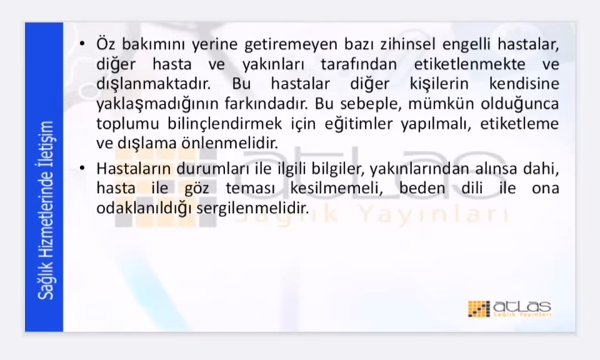 • Öz bakımını yerine getiremeyen bazı zihinsel engelli hastalar,
diğer hasta ve yakınları tarafından etiketlenmekte ve
dışlanmaktadır. Bu hastalar diğer kişilerin kendisine
yaklaşmadığının farkındadır. Bu sebeple, mümkün olduğunca
toplumu bilinçlendirmek için eğitimler yapılmalı, etiketleme
ve dışlama önlenmelidir.
• Hastaların durumları ile ilgili bilgiler, yakınlarından alınsa dahi,
hasta ile göz teması kesilmemeli, beden dili ile ona
odaklanıldığı sergilenmelidir.
Sağlık Hizmetlerinde İletişim
atlas
Sağlık Yayınları
atlas
Sağlık Yayınları